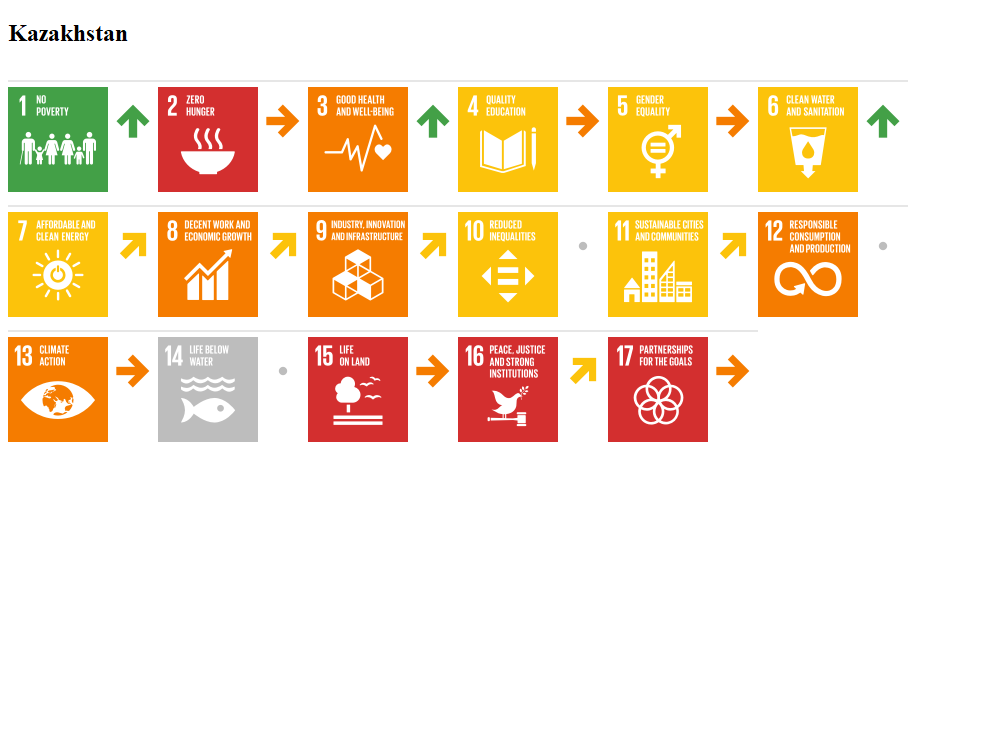 Kazakhstan
1 NO
POVERTY
2 ZERO
HUNGER
3 GOOD HEALTH
AND WELL-BEING
4 QUALITY
EDUCATION
5 GENDER
EQUALITY
6 CLEAN WATER
AND SANITATION
7 AFFORDABLE AND
CLEAN ENERGY
8 DECENT WORK AND
ECONOMIC GROWTH
9 INDUSTRY, INNOVATION
AND INFRASTRUCTURE
10 REDUCED
INEQUALITIES
11 SUSTAINABLE CITIES
AND COMMUNITIES
12 RESPONSIBLE
CONSUMPTION
AND PRODUCTION
13 CLIMATE
ACTION
14 LIFE BELOW
WATER
15 LIFE
ON LAND
16 PEACE, JUSTICE
AND STRONG
INSTITUTIONS
17 PARTNERSHIPS
FOR THE GOALS